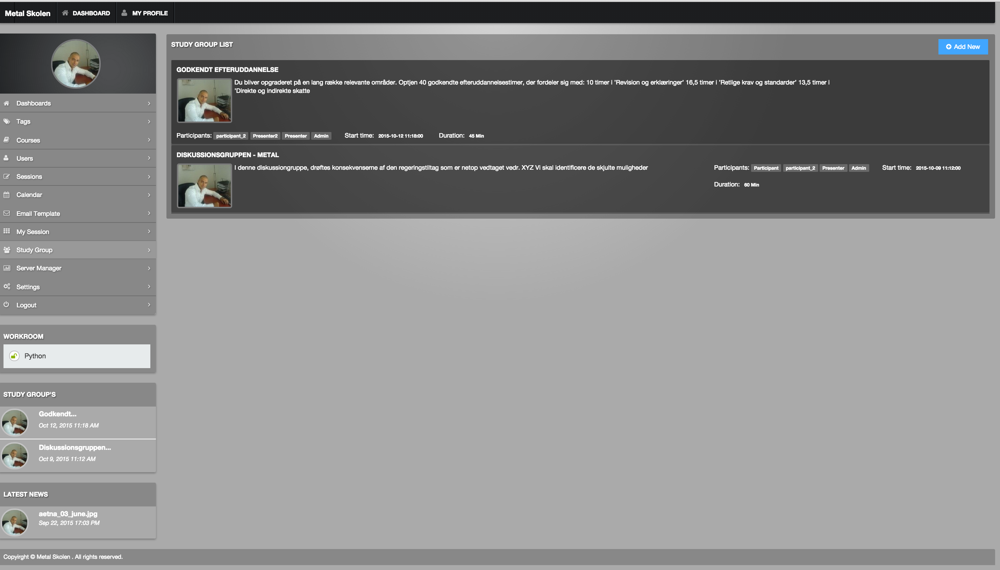 Metal Skolen DASHBOARD MY PROFILE
Dashboards
Tags
Courses
Users
Sessions
Calendar
Email Template
My Session
Study Group
Server Manager
Settings
Logout
WORKROOM
Python
STUDY GROUP'S
Godkendt...
Oct 12, 2015 11:18 AM
Diskussionsgruppen...
Oct 9, 2015 11:12 AM
LATEST NEWS
aetna_03_june.jpg
Sep 22, 2015 17:03 PM
STUDY GROUP LIST
Add New
GODKENDT EFTERUDDANNELSE
Du bliver opgraderet på en lang række relevante områder. Optjen 40 godkendte efteruddannelsestimer, der fordeler sig med: 10 timer i ’Revision og erklæringer’ 16,5 timer i ’Retlige krav og standarder’ 13,5 timer i
’Direkte og indirekte skatte
Participants: participant_2 Presenter2 Presenter Admin Start time: 2015-10-12 11:18:00 Duration: 45 Min
DISKUSSIONSGRUPPEN - METAL
I denne diskussiongruppe, drøftes konsekvenserne af den regeringstiltag som er netop vedtaget vedr. XYZ Vi skal identificere de skjulte muligheder
Participants: Participant participant_2 Presenter Admin Start time: 2015-10-09 11:12:00
Duration: 60 Min
Copyirght © Metal Skolen . All rights reserved.